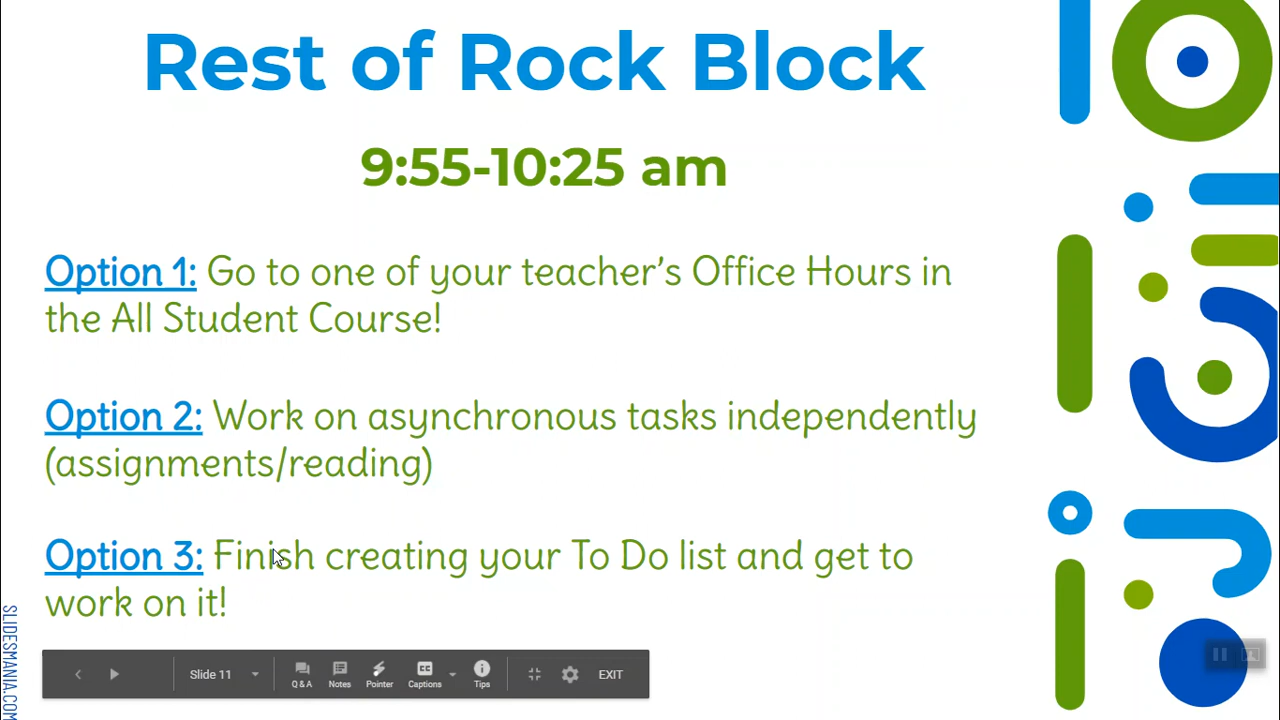 Rest of Rock Block
9:55-10:25 am
Option 1: Go to one of your teacher's Office Hours in
the All Student Course!
Option 2: Work on asynchronous tasks independently
(assignments/reading)
Option 3: Finish creating your To Do list and get to
work on it!
Slide 11
Q & A
Notes
Pointer
Captions
Tips
EXIT
SLIDESMANIA.COM